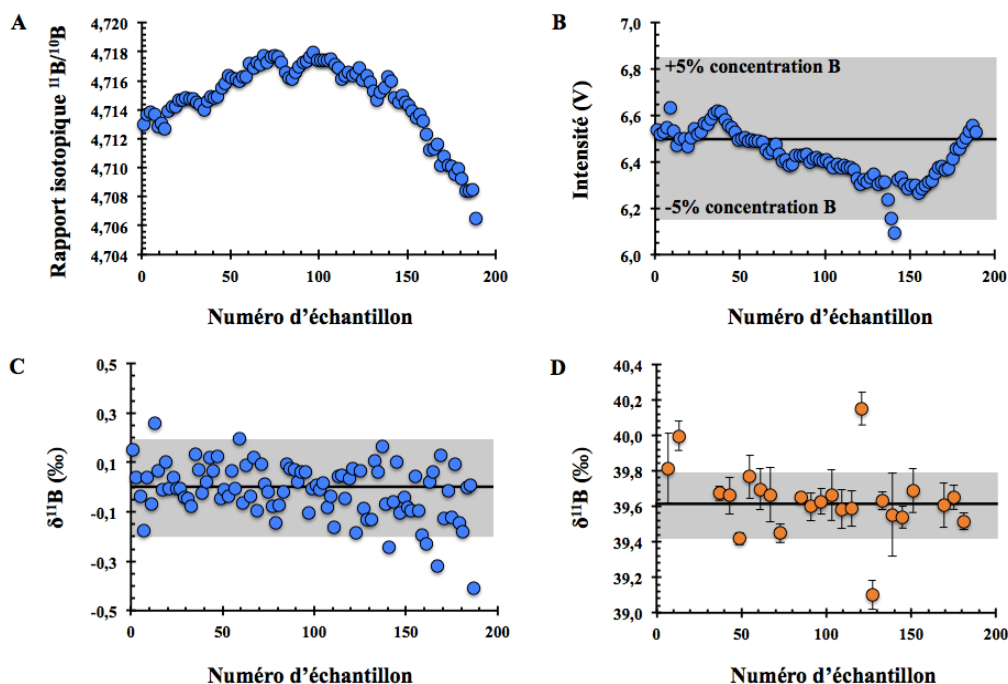 A
Rapport isotopique ¹¹B/¹⁰B
4,720
4,718
4,716
4,714
4,712
4,710
4,708
4,706
4,704
0 50 100 150 200
Numéro d’échantillon
B
Intensité (V)
7,0
6,8
6,6
6,4
6,2
6,0
+5% concentration B
-5% concentration B
0 50 100 150 200
Numéro d’échantillon
C
δ¹¹B (‰)
0,5
0,3
0,1
-0,1
-0,3
-0,5
0 50 100 150 200
Numéro d’échantillon
D
δ¹¹B (‰)
40,4
40,2
40,0
39,8
39,6
39,4
39,2
39,0
0 50 100 150 200
Numéro d’échantillon